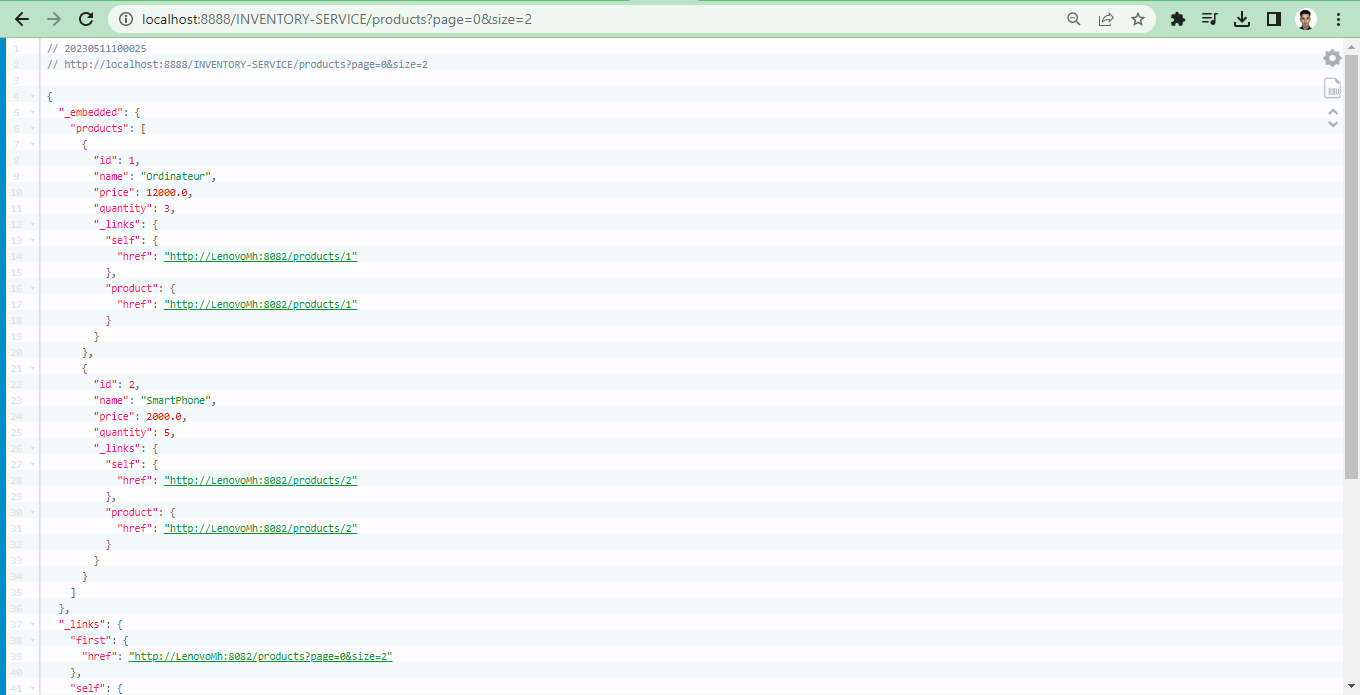 localhost:8888/INVENTORY-SERVICE/products?page=0&size=2
1 // 20230511100025
2 // http://localhost:8888/INVENTORY-SERVICE/products?page=0&size=2
3
4 {
5 "_embedded": {
6 "products": [
7 {
8 "id": 1,
9 "name": "Ordinateur",
10 "price": 12000.0,
11 "quantity": 3,
12 "_links": {
13 "self": {
14 "href": "http://LenovoMh:8082/products/1"
15 },
16 "product": {
17 "href": "http://LenovoMh:8082/products/1"
18 }
19 }
20 },
21 {
22 "id": 2,
23 "name": "SmartPhone",
24 "price": 2000.0,
25 "quantity": 5,
26 "_links": {
27 "self": {
28 "href": "http://LenovoMh:8082/products/2"
29 },
30 "product": {
31 "href": "http://LenovoMh:8082/products/2"
32 }
33 }
34 }
35 ]
36 },
37 "_links": {
38 "first": {
39 "href": "http://LenovoMh:8082/products?page=0&size=2"
40 },
41 "self": {